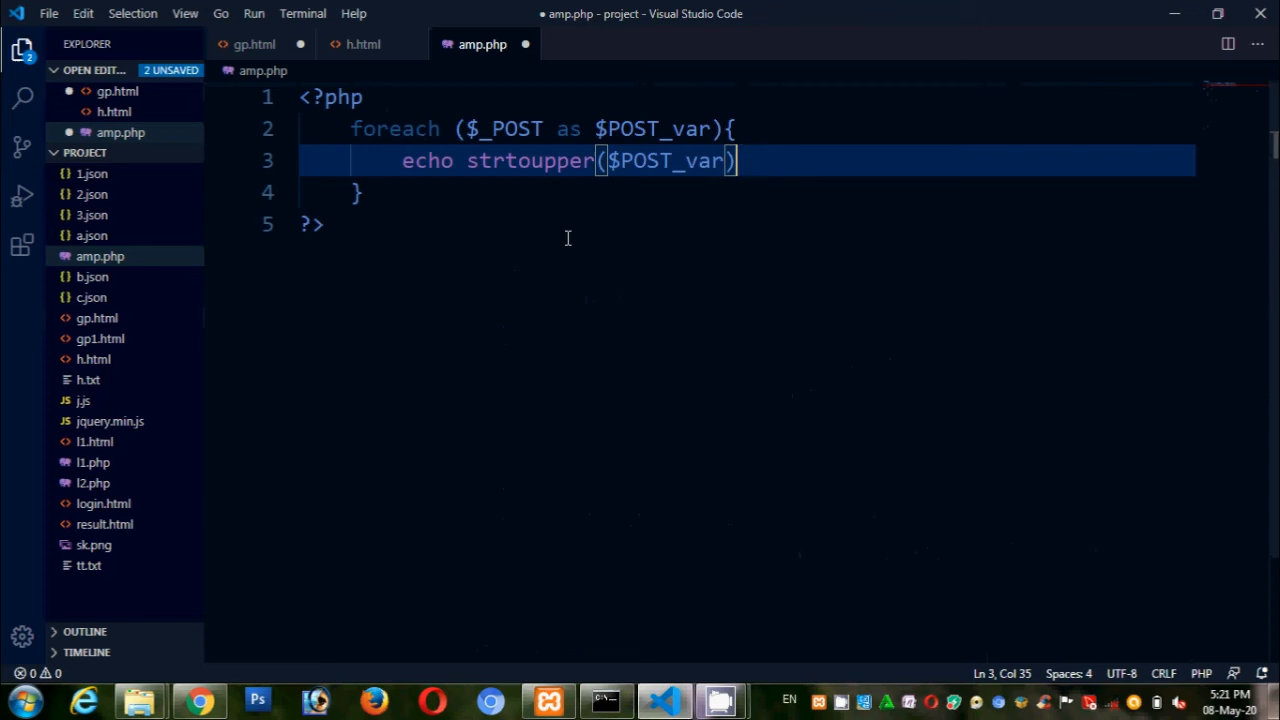 File Edit Selection View Go Run Terminal Help
● amp.php - project - Visual Studio Code
EXPLORER
gp.html
h.html
amp.php
OPEN EDIT... 2 UNSAVED
amp.php
gp.html
h.html
amp.php
PROJECT
1.json
2.json
3.json
a.json
amp.php
b.json
c.json
gp.html
gp1.html
h.html
h.txt
j.js
jquery.min.js
l1.html
l1.php
l2.php
login.html
result.html
sk.png
tt.txt
OUTLINE
TIMELINE
1 <?php
2 foreach ($_POST as $POST_var){
3 echo strtoupper($POST_var)
4 }
5 ?>
0 0
Ln 3, Col 35 Spaces: 4 UTF-8 CRLF PHP
EN
5:21 PM
08-May-20
2
Ps